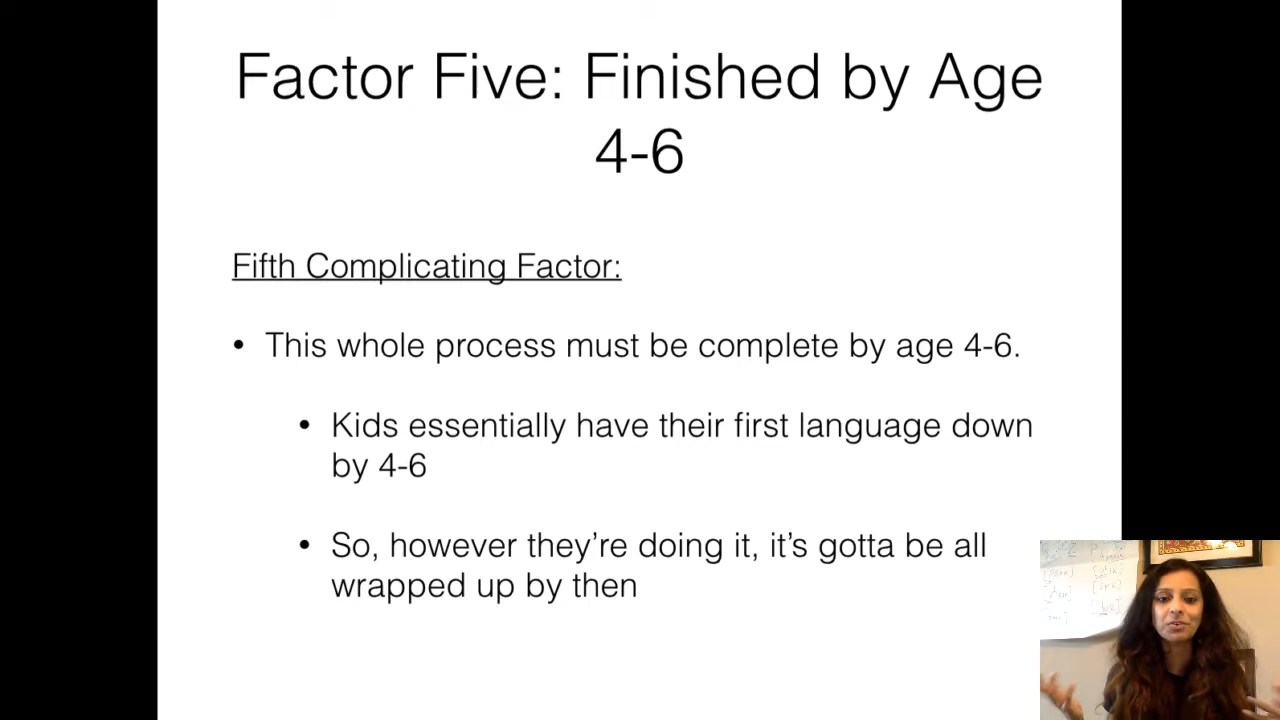 Factor Five: Finished by Age
4-6
Fifth Complicating Factor:
• This whole process must be complete by age 4-6.
• Kids essentially have their first language down
by 4-6
• So, however they're doing it, it's gotta be all
wrapped up by then